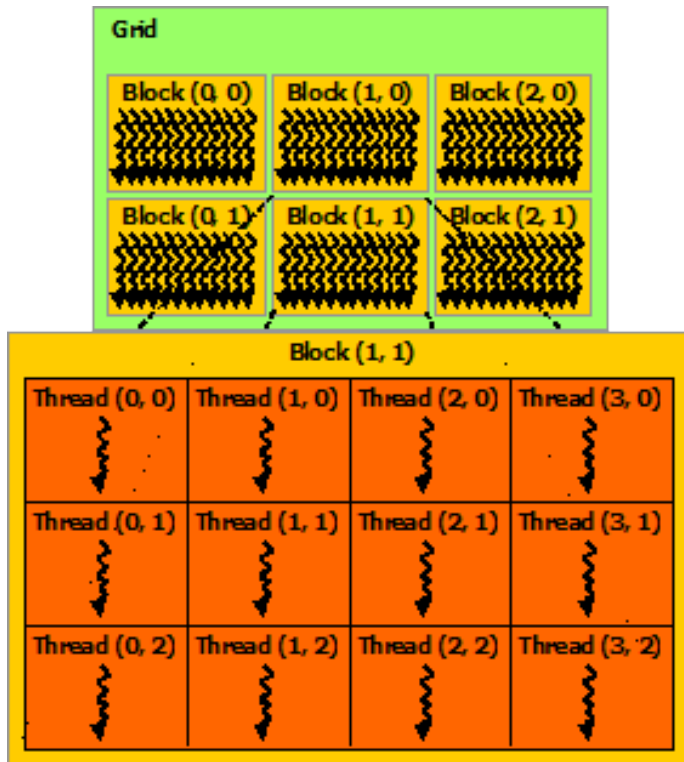 Grid
Block (0, 0) Block (1, 0) Block (2, 0)
Block (0, 1) Block (1, 1) Block (2, 1)
Block (1, 1)
Thread (0, 0) Thread (1, 0) Thread (2, 0) Thread (3, 0)
Thread (0, 1) Thread (1, 1) Thread (2, 1) Thread (3, 1)
Thread (0, 2) Thread (1, 2) Thread (2, 2) Thread (3, 2)